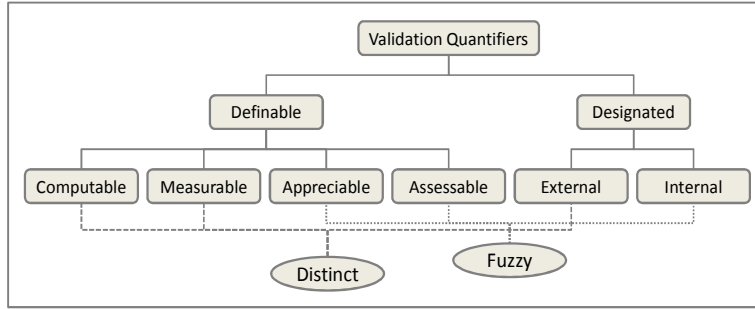 Validation Quantifiers
Definable
Designated
Computable
Measurable
Appreciable
Assessable
External
Internal
Distinct
Fuzzy